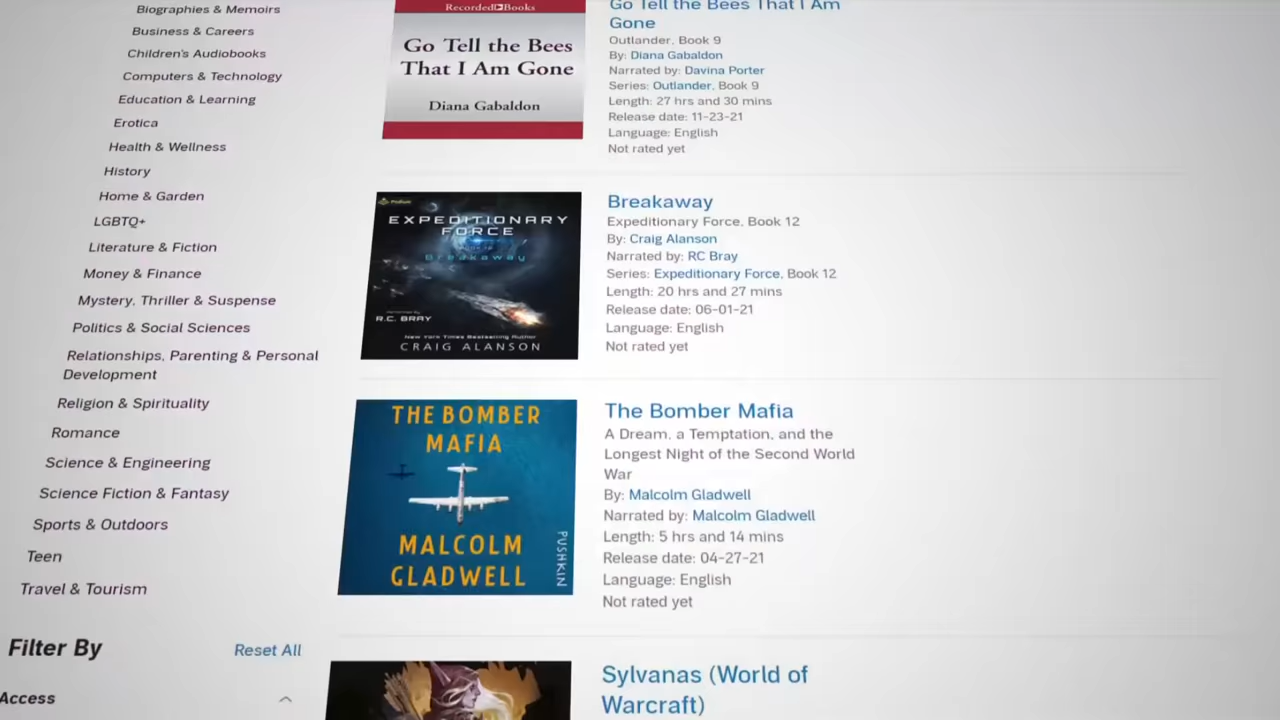 Biographies & Memoirs
Business & Careers
Children's Audiobooks
Computers & Technology
Education & Learning
Erotica
Health & Wellness
History
Home & Garden
LGBTQ+
Literature & Fiction
Money & Finance
Mystery, Thriller & Suspense
Politics & Social Sciences
Relationships, Parenting & Personal
Development
Religion & Spirituality
Romance
Science & Engineering
Science Fiction & Fantasy
Sports & Outdoors
Teen
Travel & Tourism
Filter By
Reset All
Access
Recorded Books
Go Tell the Bees
That I Am Gone
Diana Gabaldon
Go Tell the Bees That I Am
Gone
Outlander, Book 9
By: Diana Gabaldon
Narrated by: Davina Porter
Series: Outlander, Book 9
Length: 27 hrs and 30 mins
Release date: 11-23-21
Language: English
Not rated yet
Podium
EXPEDITIONARY
FORCE
Breakaway
R.C. BRAY
New York Times Bestselling Author
CRAIG ALANSON
Breakaway
Expeditionary Force, Book 12
By: Craig Alanson
Narrated by: RC Bray
Series: Expeditionary Force, Book 12
Length: 20 hrs and 27 mins
Release date: 06-01-21
Language: English
Not rated yet
THE BOMBER
MAFIA
MALCOLM
GLADWELL
PUSHKIN
The Bomber Mafia
A Dream, a Temptation, and the
Longest Night of the Second World
War
By: Malcolm Gladwell
Narrated by: Malcolm Gladwell
Length: 5 hrs and 14 mins
Release date: 04-27-21
Language: English
Not rated yet
Sylvanas (World of
Warcraft)